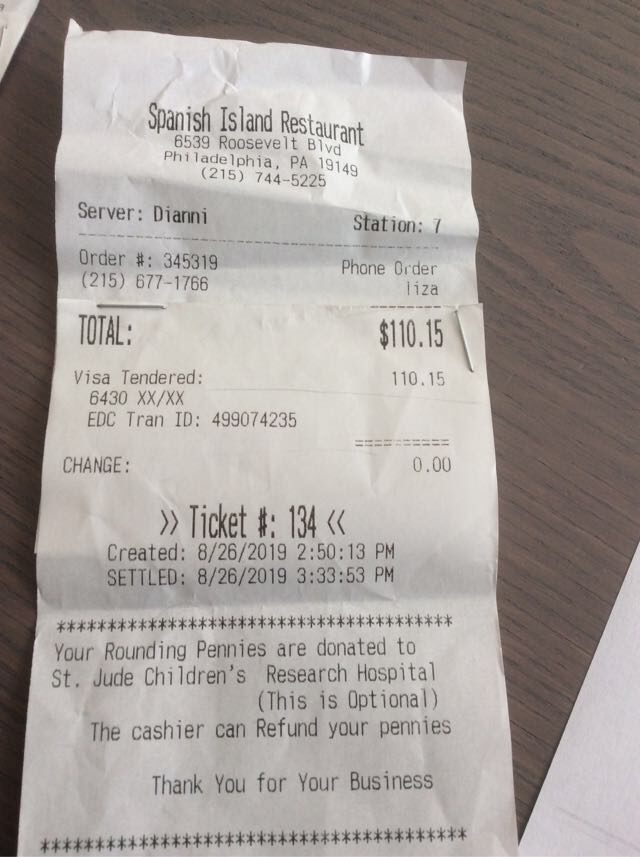 Spanish Island Restaurant
6539 Roosevelt Blvd
Philadelphia, PA 19149
(215) 744-5225
Server: Dianni Station: 7
Order #: 345319 Phone Order
(215) 677-1766 liza
TOTAL: $110.15
Visa Tendered: 110.15
6430 XX/XX
EDC Tran ID: 499074235
==========
CHANGE: 0.00
>> Ticket #: 134 <<
Created: 8/26/2019 2:50:13 PM
SETTLED: 8/26/2019 3:33:53 PM
****************************************
Your Rounding Pennies are donated to
St. Jude Children's Research Hospital
(This is Optional)
The cashier can Refund your pennies
Thank You for Your Business
****************************************